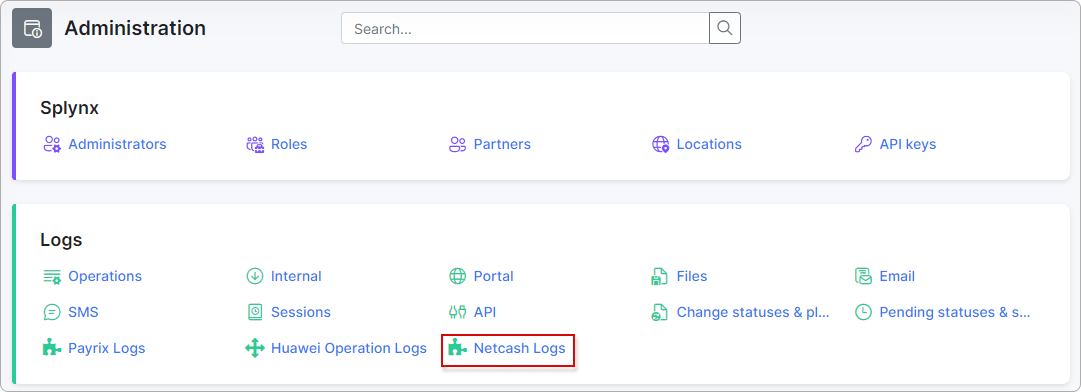 Administration
Search...
Splynx
Administrators Roles Partners Locations API keys
Logs
Operations Internal Portal Files Email
SMS Sessions API Change statuses & pl... Pending statuses & s...
Payrix Logs Huawei Operation Logs Netcash Logs